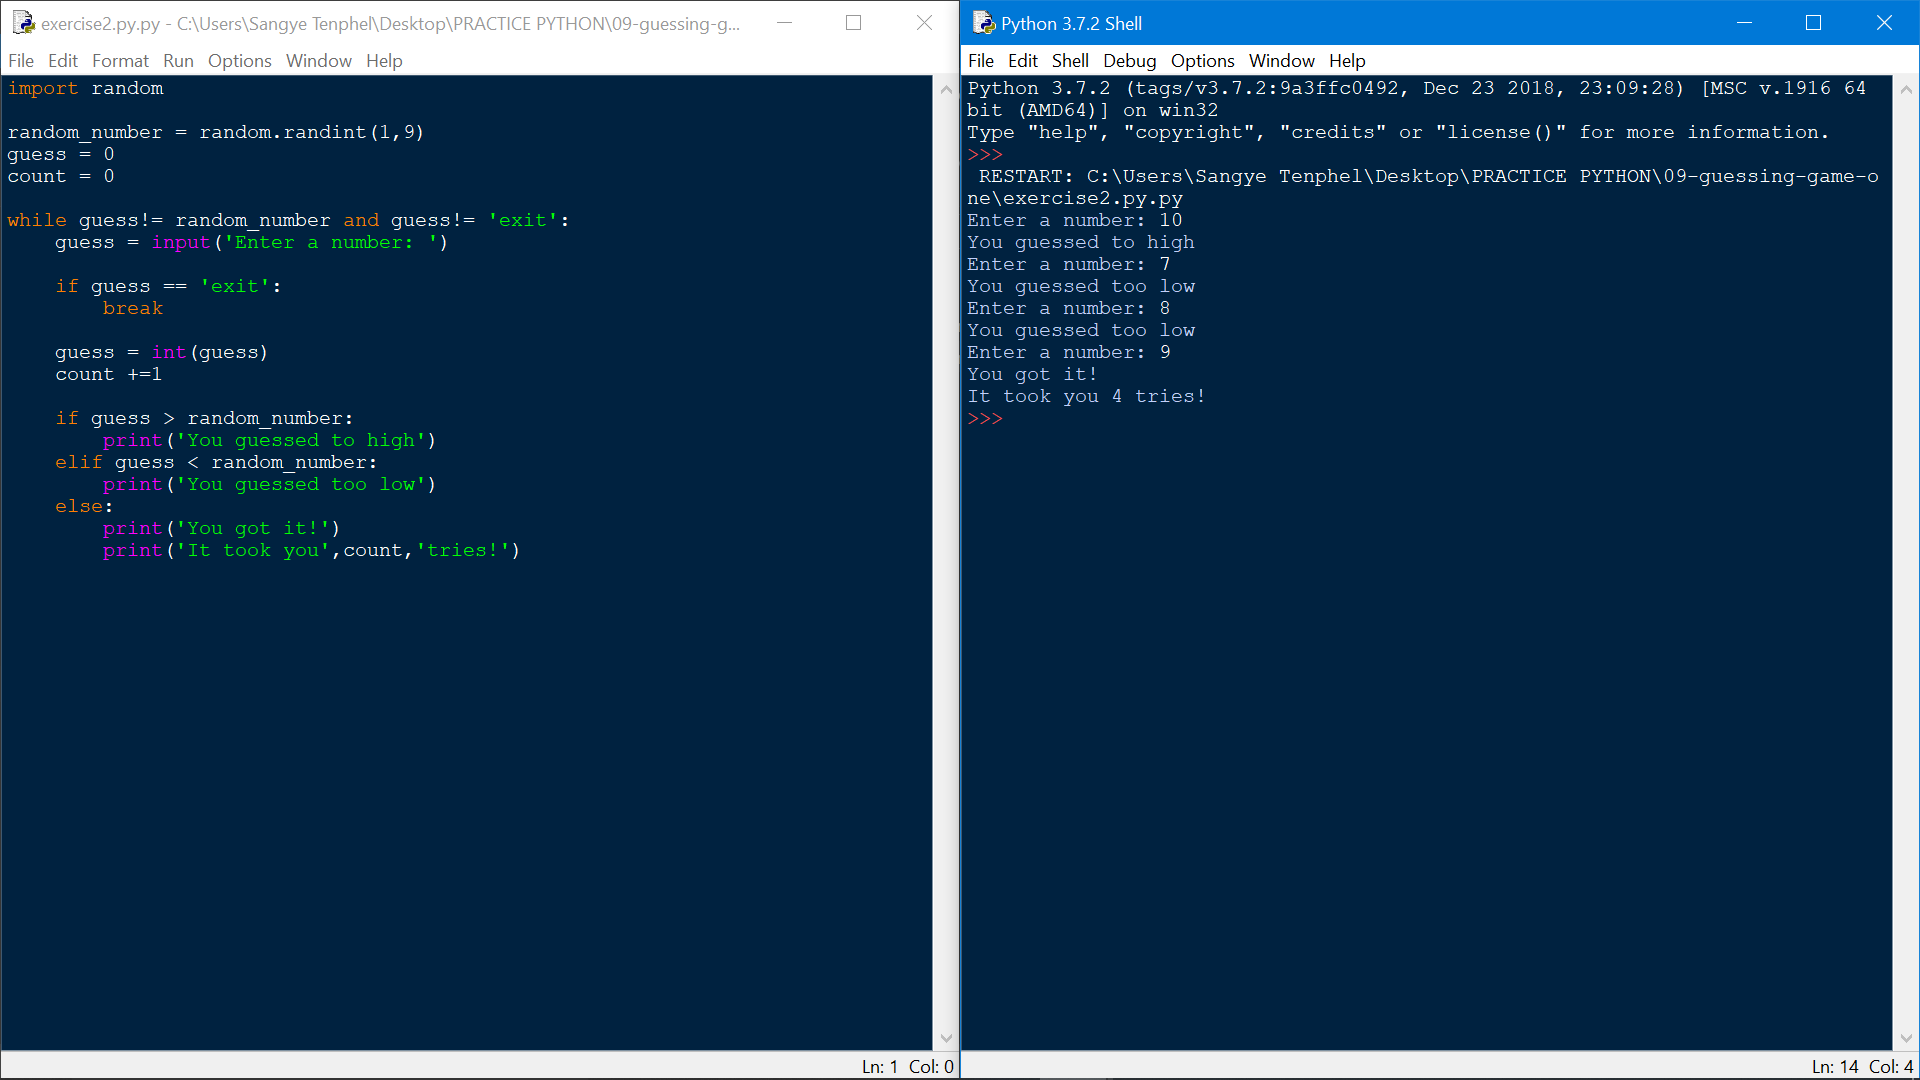 exercise2.py.py - C:\Users\Sangye Tenphel\Desktop\PRACTICE PYTHON\09-guessing-g...
File Edit Format Run Options Window Help
import random
random_number = random.randint(1,9)
guess = 0
count = 0
while guess!= random_number and guess!= 'exit':
guess = input('Enter a number: ')
if guess == 'exit':
break
guess = int(guess)
count +=1
if guess > random_number:
print('You guessed to high')
elif guess < random_number:
print('You guessed too low')
else:
print('You got it!')
print('It took you',count,'tries!')
Ln: 1 Col: 0
Python 3.7.2 Shell
File Edit Shell Debug Options Window Help
Python 3.7.2 (tags/v3.7.2:9a3ffc0492, Dec 23 2018, 23:09:28) [MSC v.1916 64
bit (AMD64)] on win32
Type "help", "copyright", "credits" or "license()" for more information.
>>>
RESTART: C:\Users\Sangye Tenphel\Desktop\PRACTICE PYTHON\09-guessing-game-o
ne\exercise2.py.py
Enter a number: 10
You guessed to high
Enter a number: 7
You guessed too low
Enter a number: 8
You guessed too low
Enter a number: 9
You got it!
It took you 4 tries!
>>>
Ln: 14 Col: 4